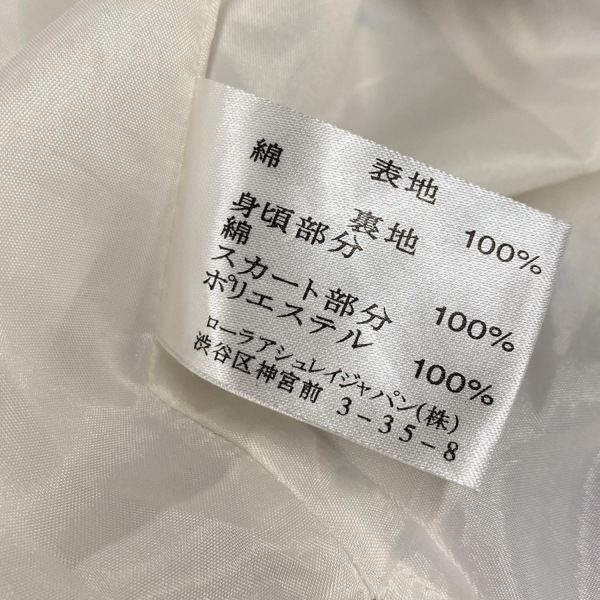 表地
綿 100%
裏地
身頃部分
綿 100%
スカート部分
ポリエステル 100%
ローラアシュレイジャパン(株)
渋谷区神宮前 3-35-8